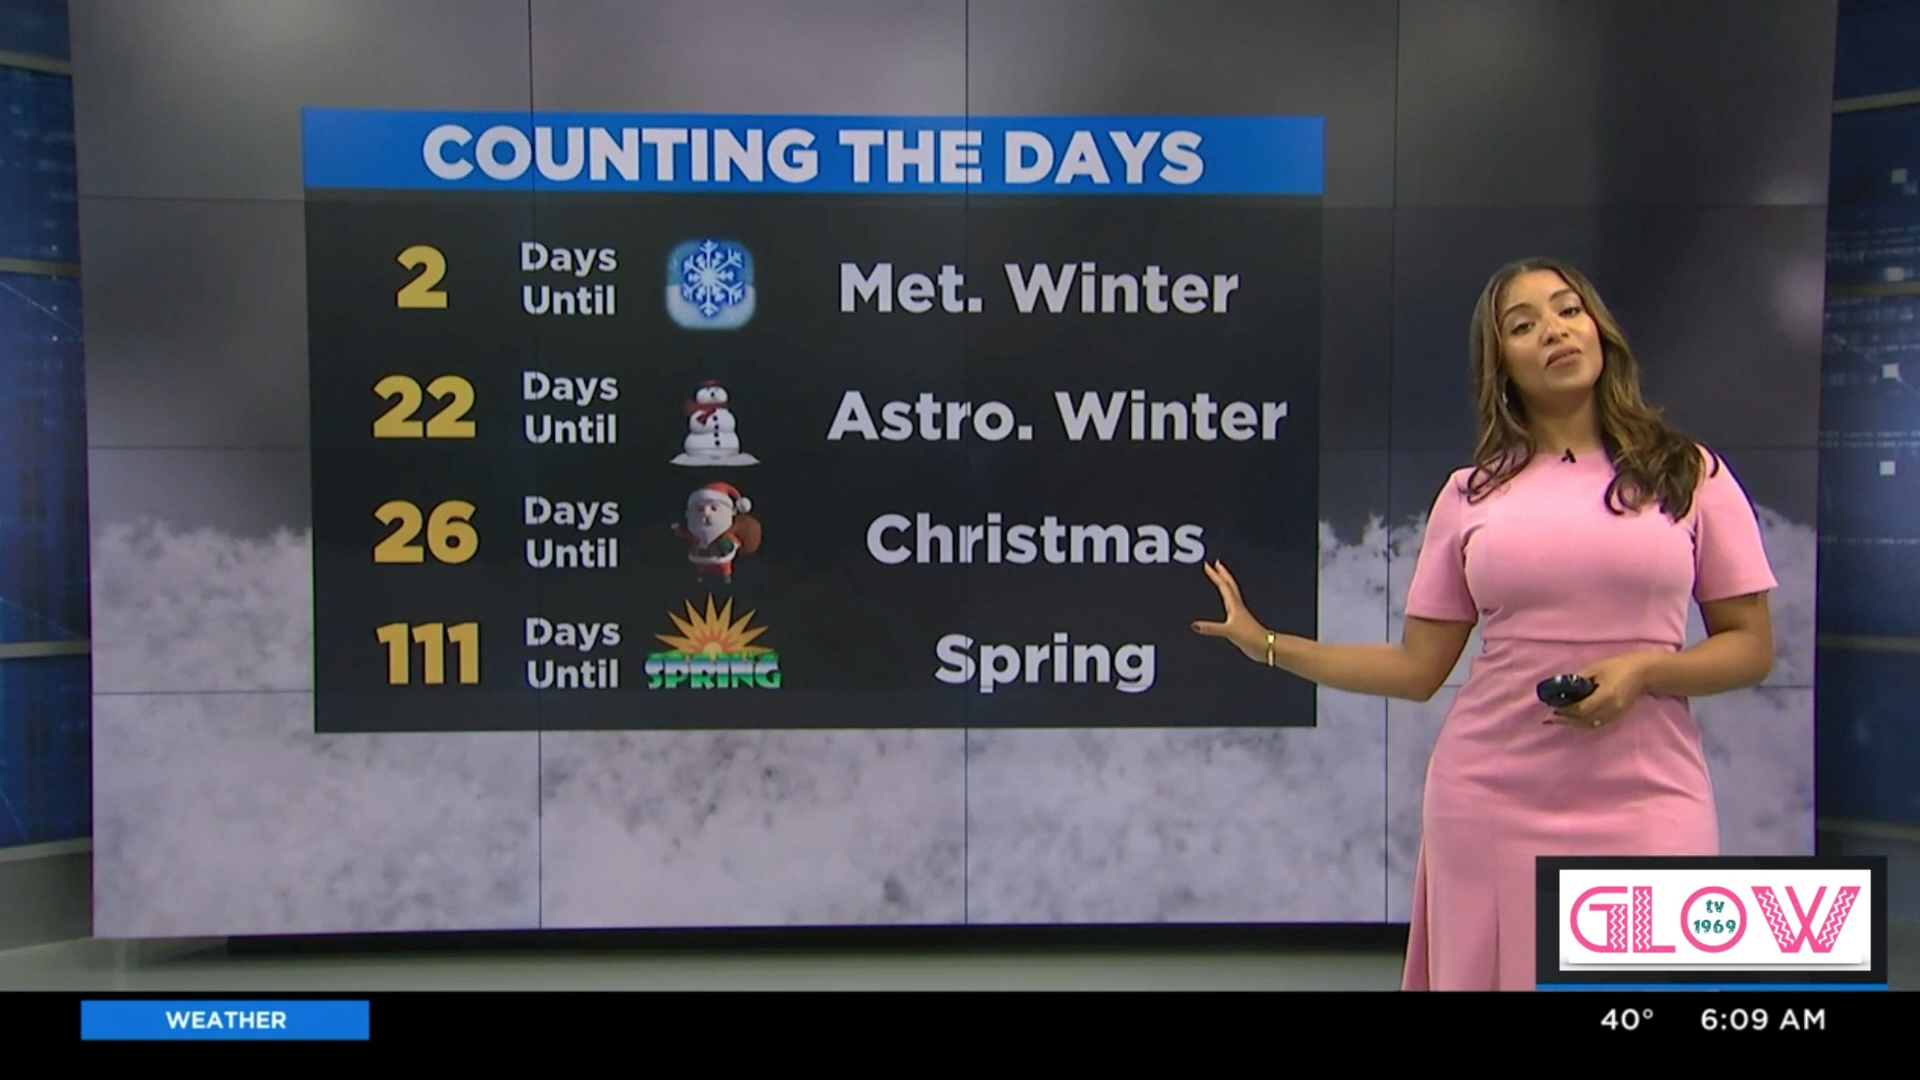 COUNTING THE DAYS
2 Days Until Met. Winter
22 Days Until Astro. Winter
26 Days Until Christmas
111 Days Until SPRING Spring
GLOW
tv
1969
WEATHER
40° 6:09 AM